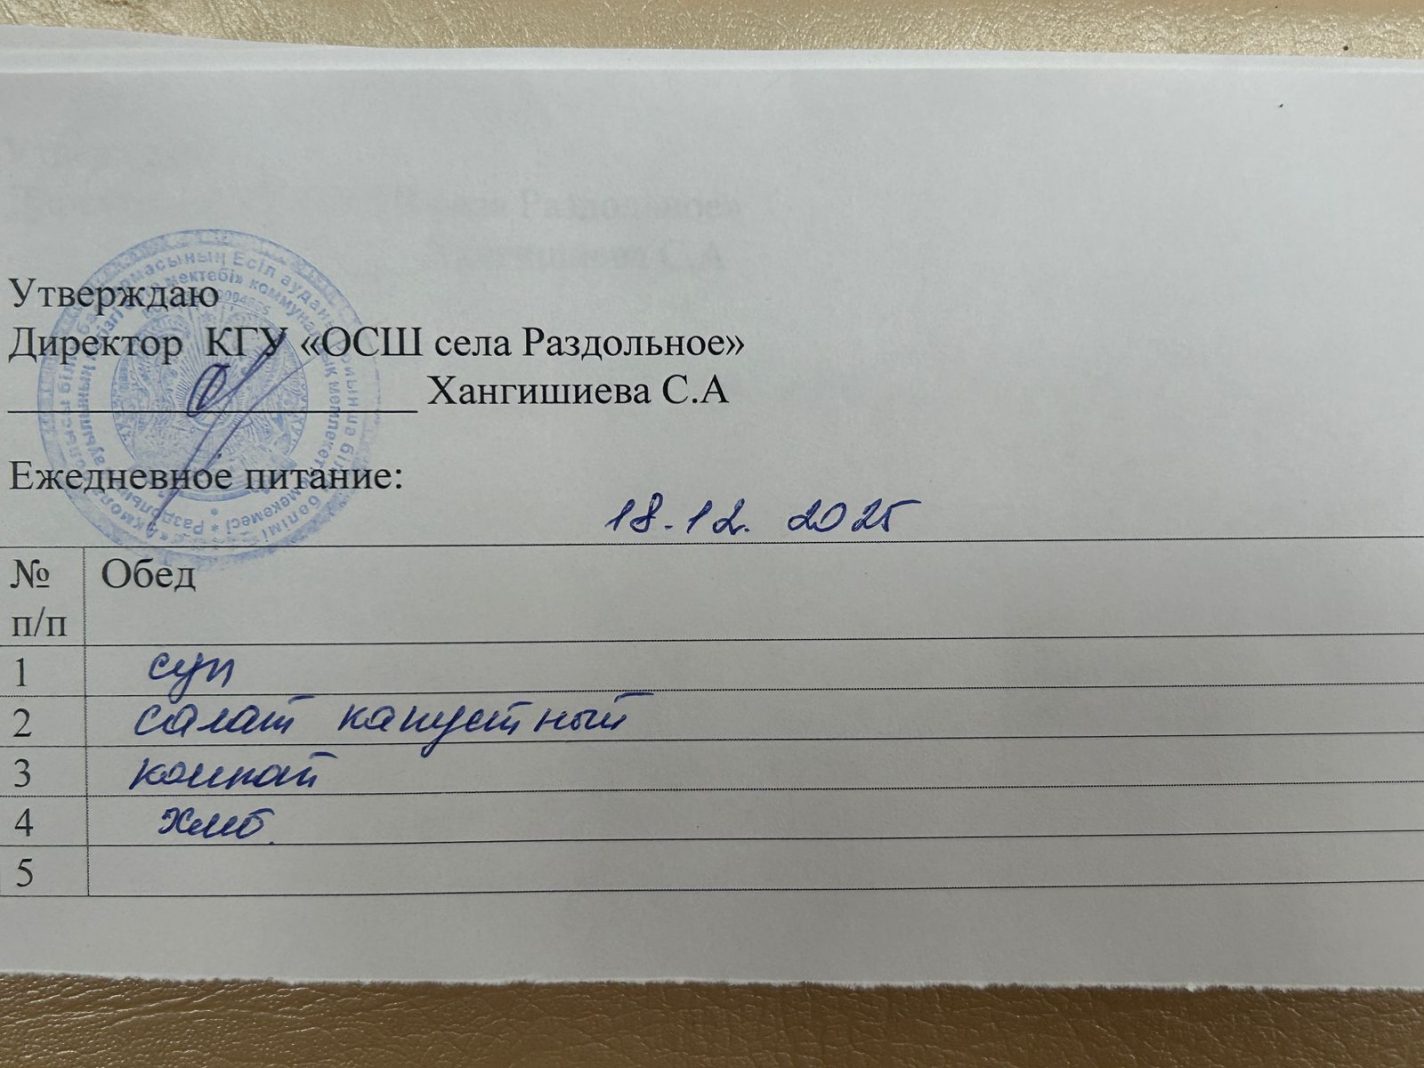 Утверждаю
Директор КГУ «ОСШ села Раздольное»
Хангишиева С.А
Ежедневное питание:
18.12. 2025
№ п/п Обед
1 суп
2 салат капустный
3 компот
4 хлеб.
5